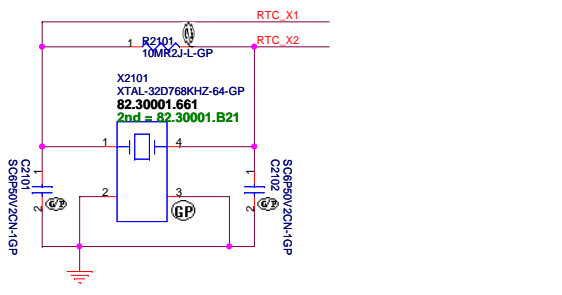 RTC_X1
RTC_X2
1
R2101
10MR2J-L-GP
X2101
XTAL-32D768KHZ-64-GP
82.30001.661
2nd = 82.30001.B21
1
4
2
3
GP
1
2
C2101
SC6P50V2CN-1GP
G/P
1
2
C2102
SC6P50V2CN-1GP
G/P